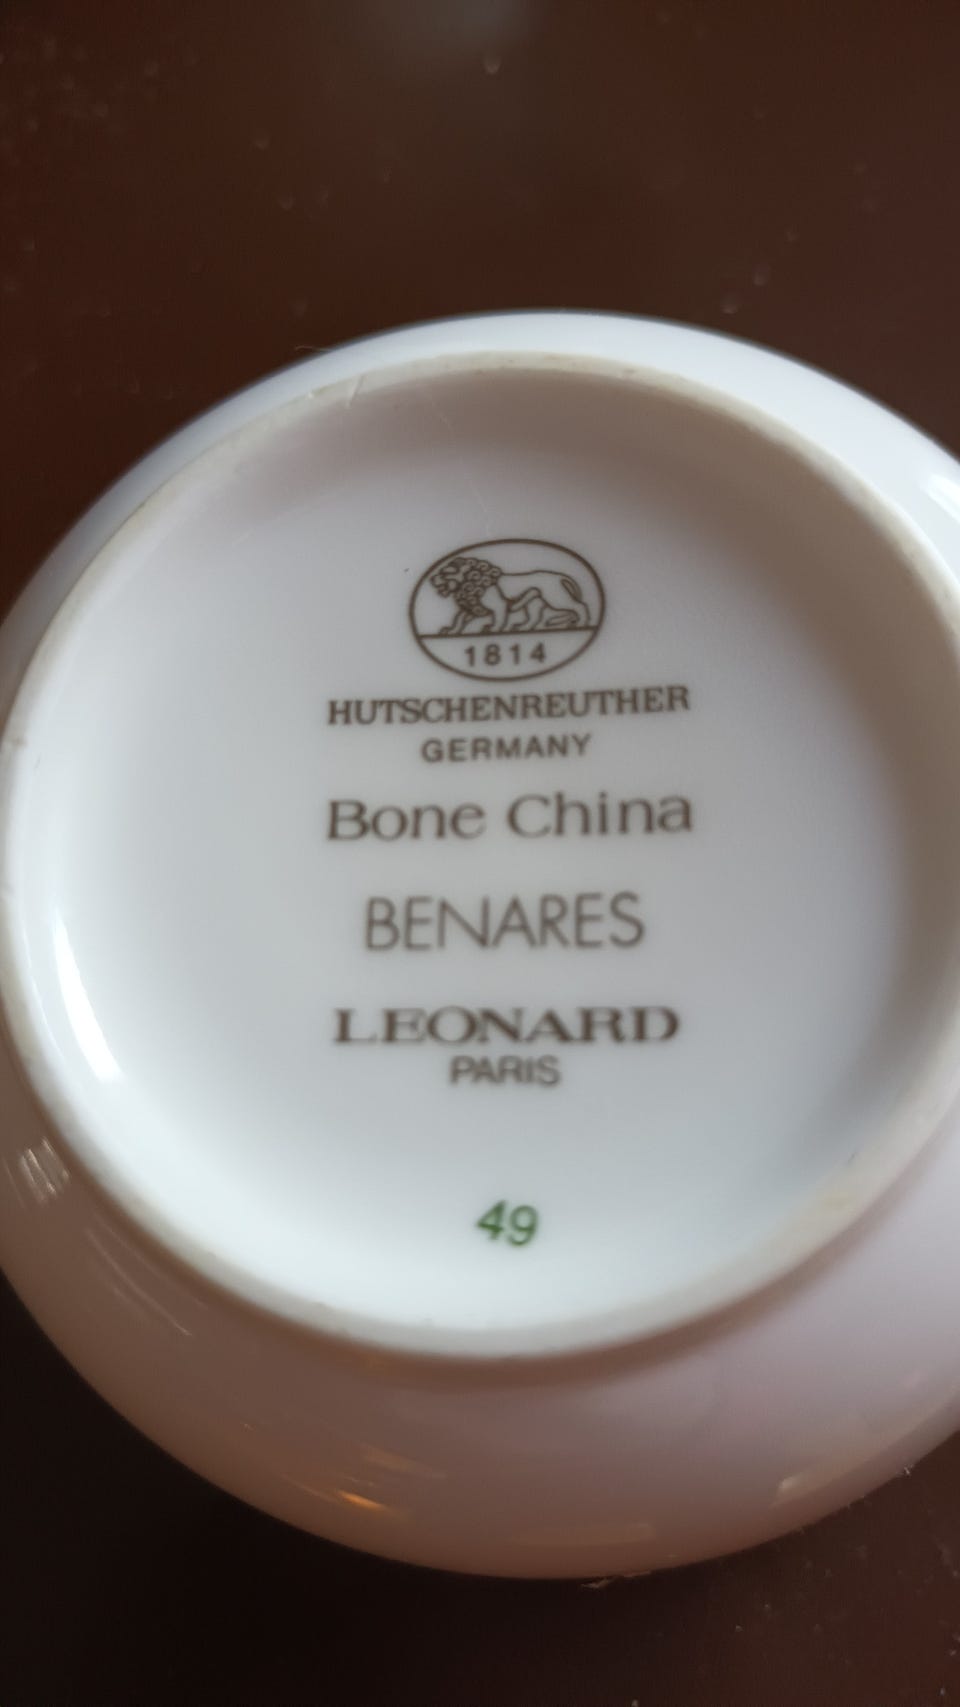 1814
HUTSCHENREUTHER
GERMANY
Bone China
BENARES
LEONARD
PARIS
49